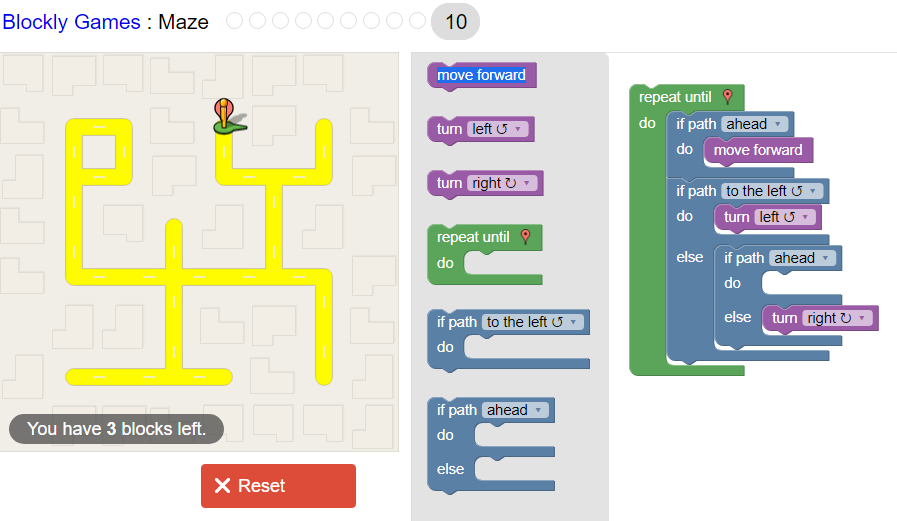 Blockly Games : Maze 10
You have 3 blocks left.
Reset
move forward
turn left ↺ ▾
turn right ↻ ▾
repeat until
do
if path to the left ↺ ▾
do
if path ahead ▾
do
else
repeat until
do if path ahead ▾
do move forward
if path to the left ↺ ▾
do turn left ↺ ▾
else if path ahead ▾
do
else turn right ↻ ▾